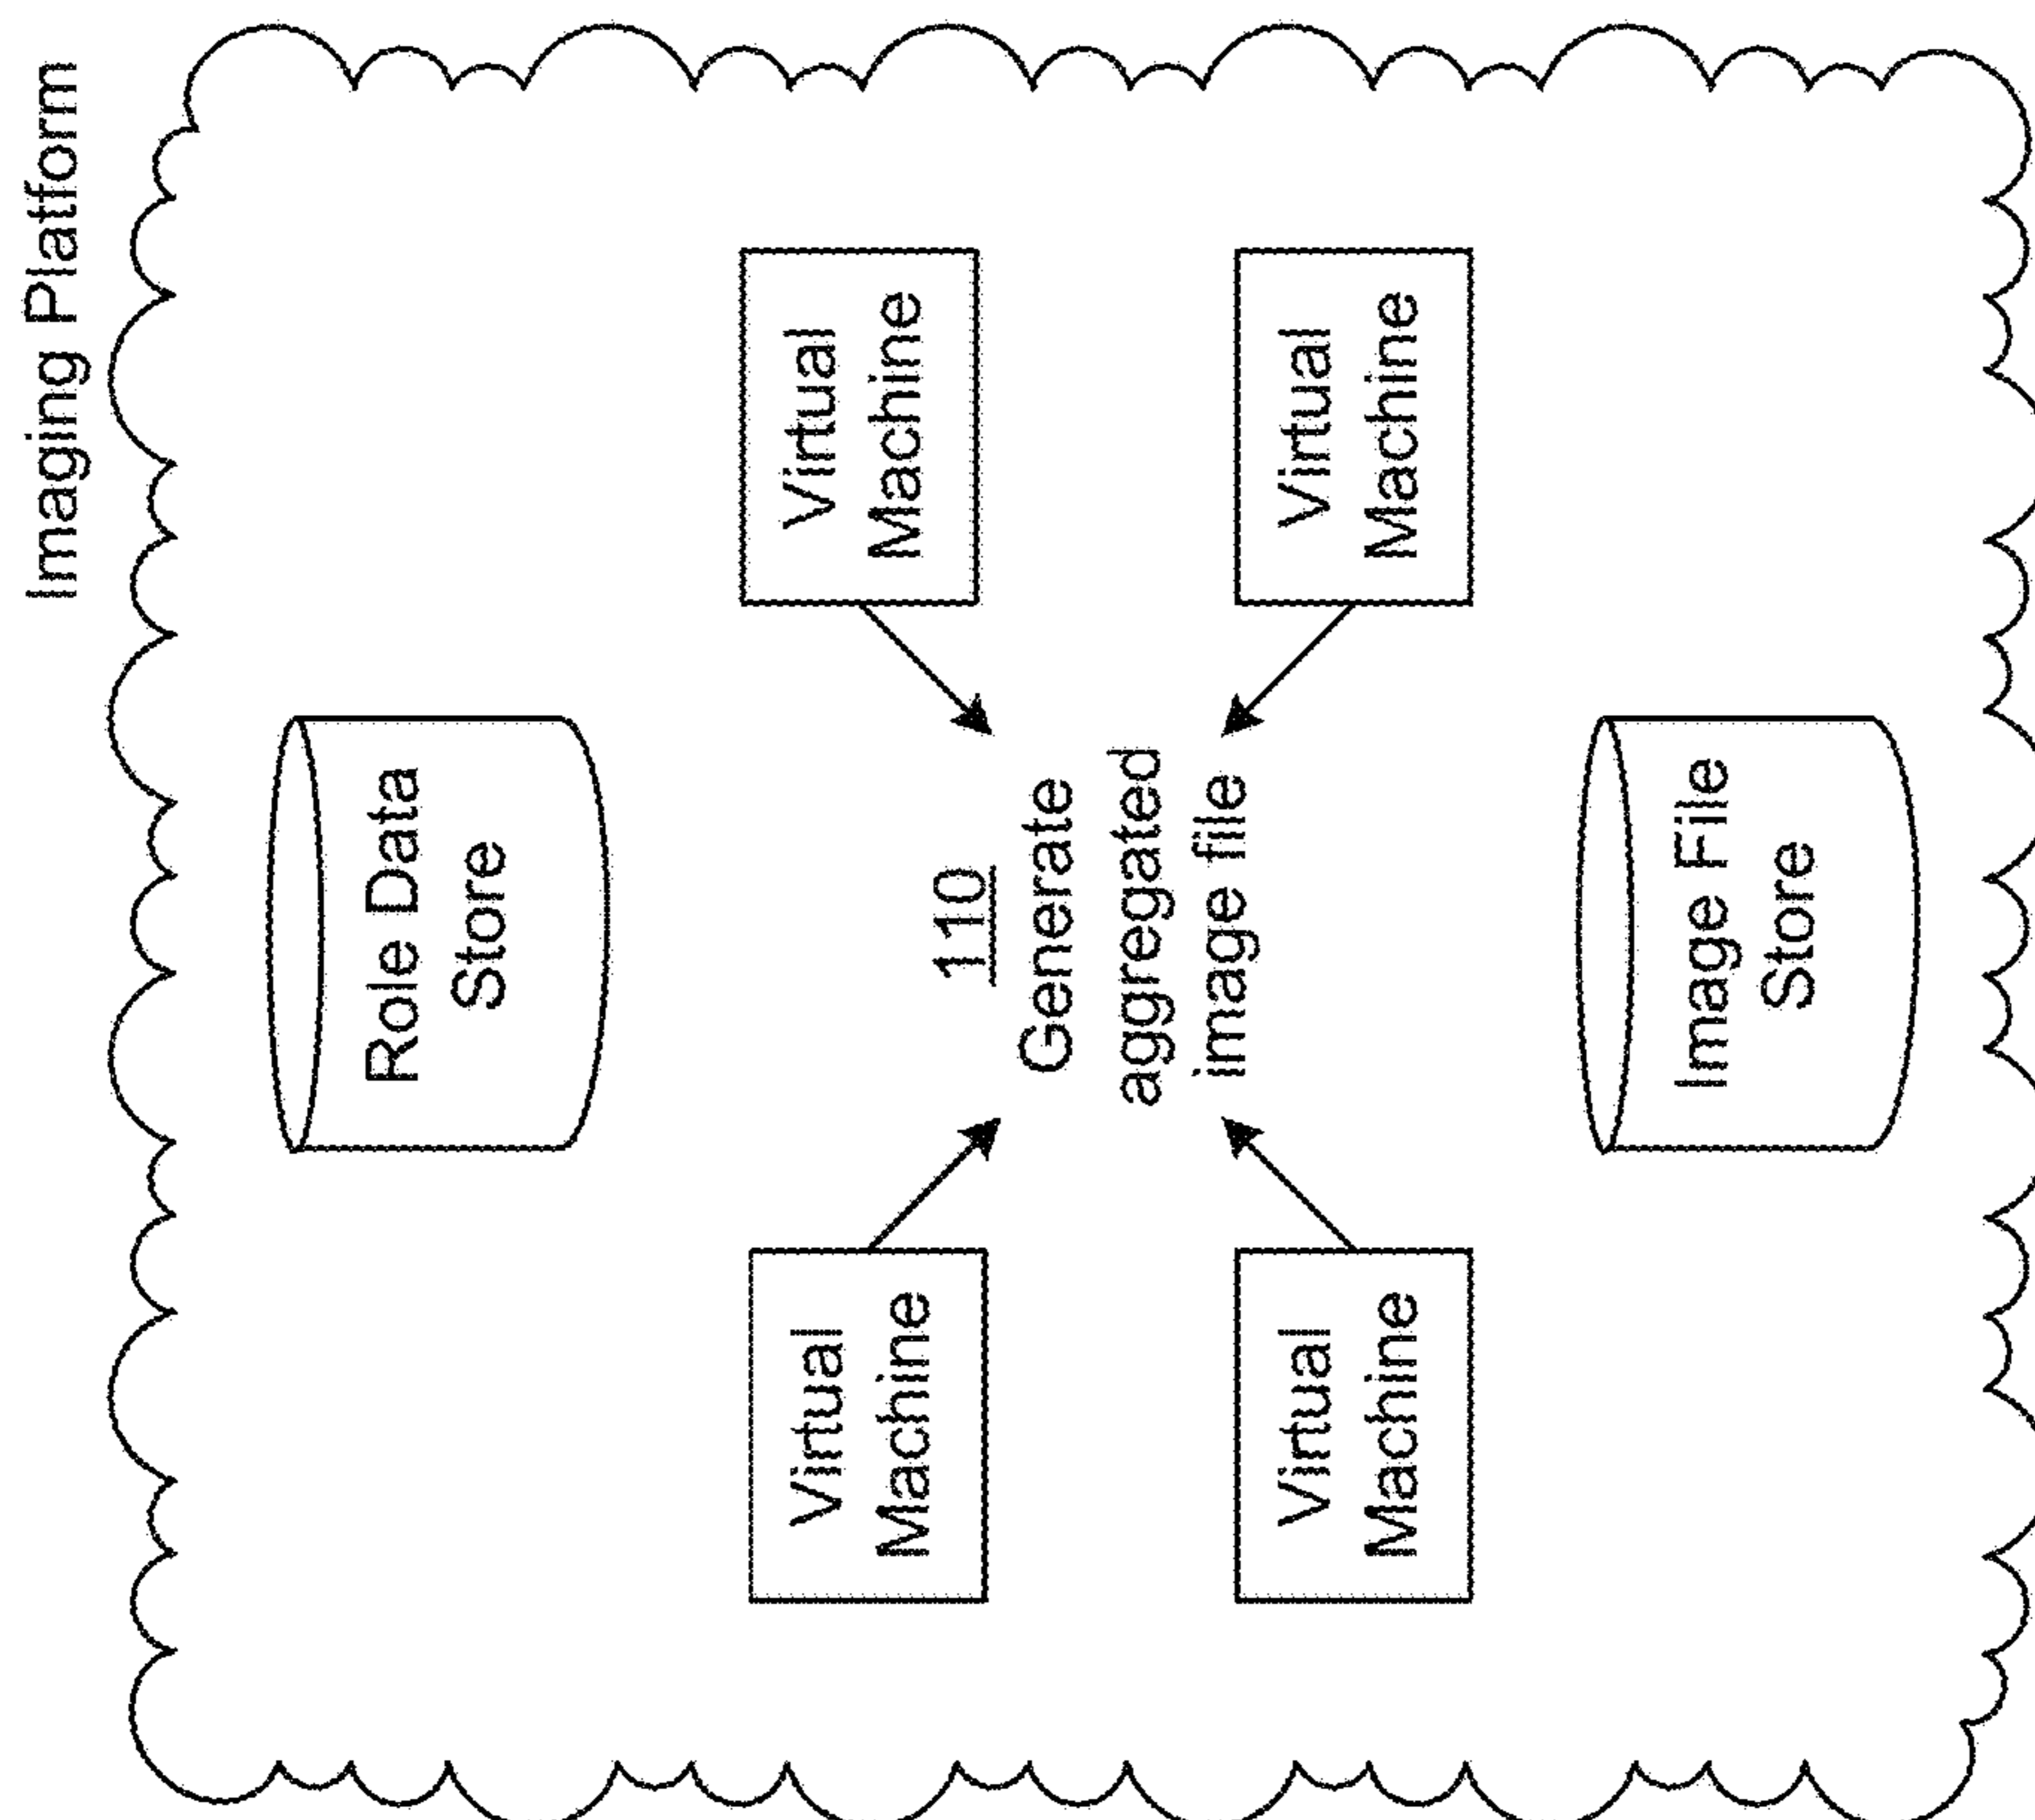 Imaging Platform
Role Data
Store
Virtual
Machine
Virtual
Machine
110
Generate
aggregated
image file
Virtual
Machine
Virtual
Machine
Image File
Store